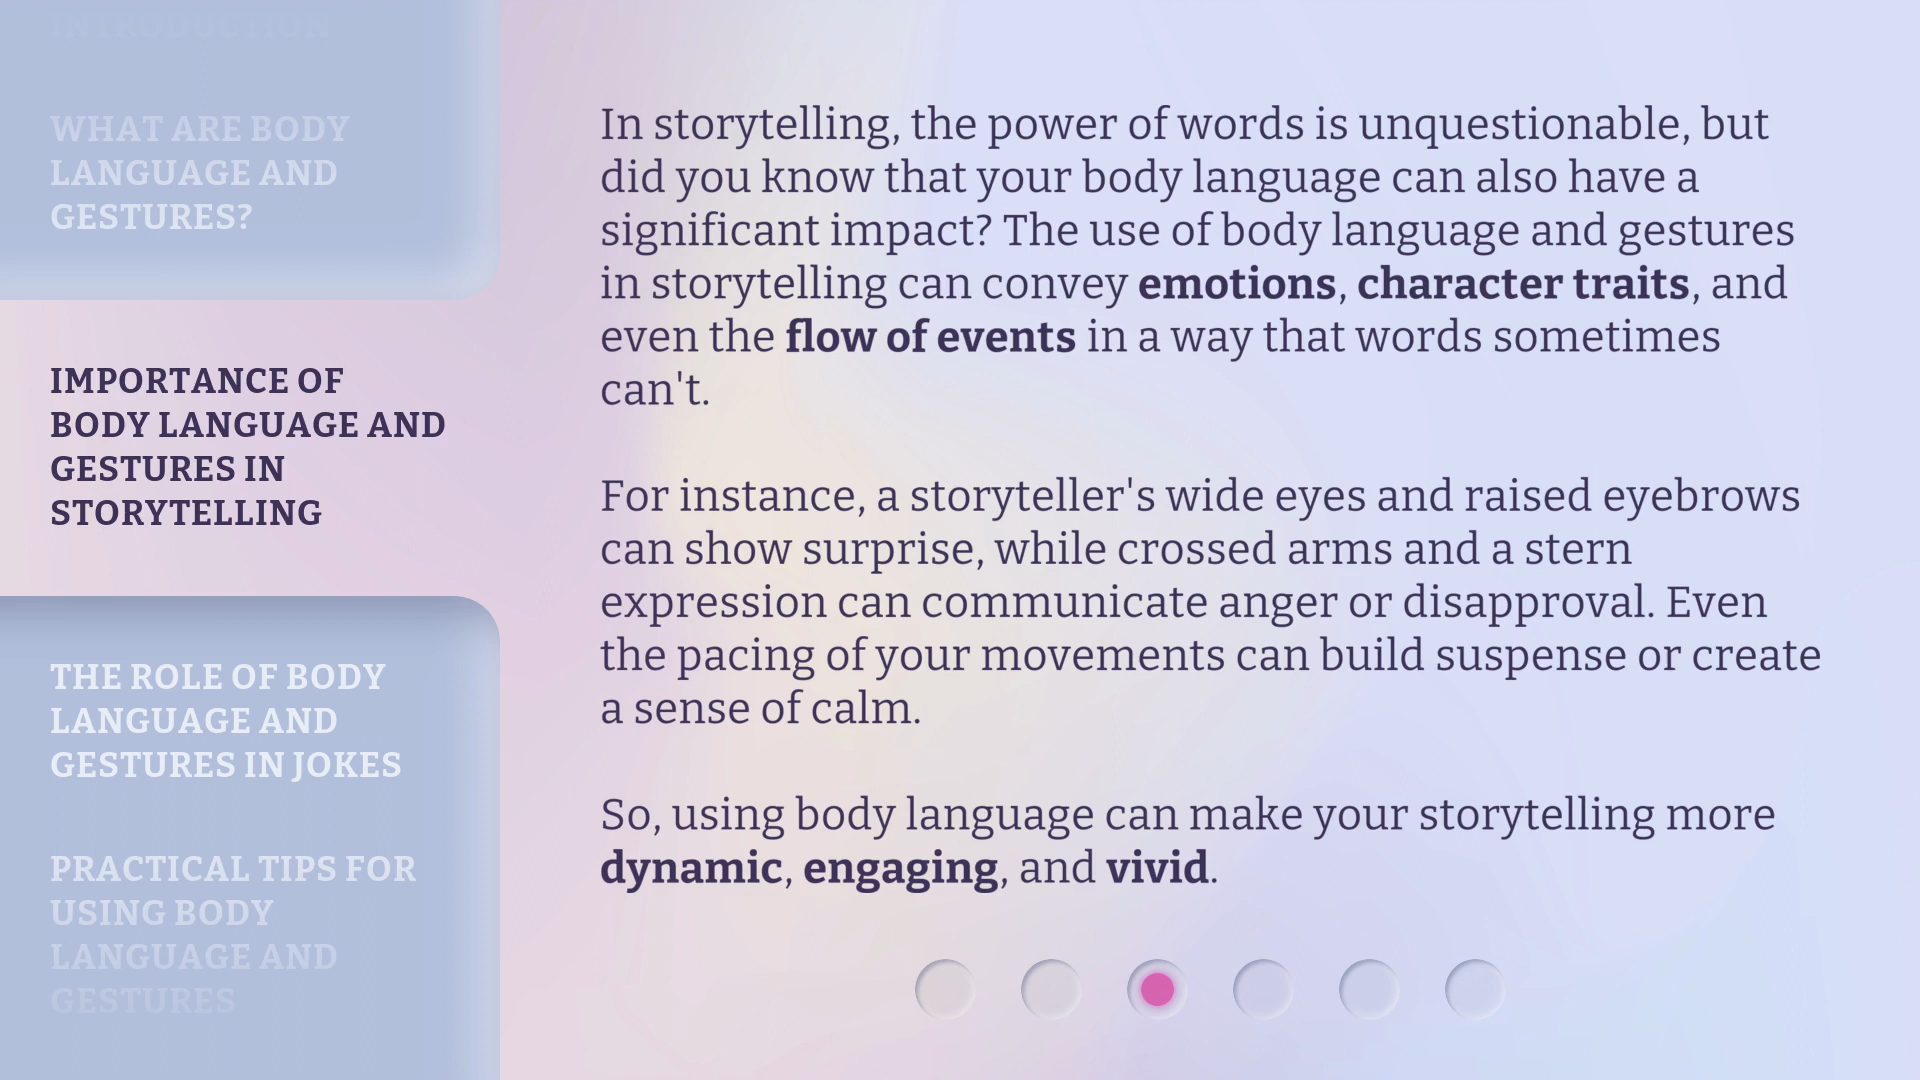 INTRODUCTION
WHAT ARE BODY
LANGUAGE AND
GESTURES?
IMPORTANCE OF
BODY LANGUAGE AND
GESTURES IN
STORYTELLING
THE ROLE OF BODY
LANGUAGE AND
GESTURES IN JOKES
PRACTICAL TIPS FOR
USING BODY
LANGUAGE AND
GESTURES
In storytelling, the power of words is unquestionable, but
did you know that your body language can also have a
significant impact? The use of body language and gestures
in storytelling can convey emotions, character traits, and
even the flow of events in a way that words sometimes
can't.
For instance, a storyteller's wide eyes and raised eyebrows
can show surprise, while crossed arms and a stern
expression can communicate anger or disapproval. Even
the pacing of your movements can build suspense or create
a sense of calm.
So, using body language can make your storytelling more
dynamic, engaging, and vivid.